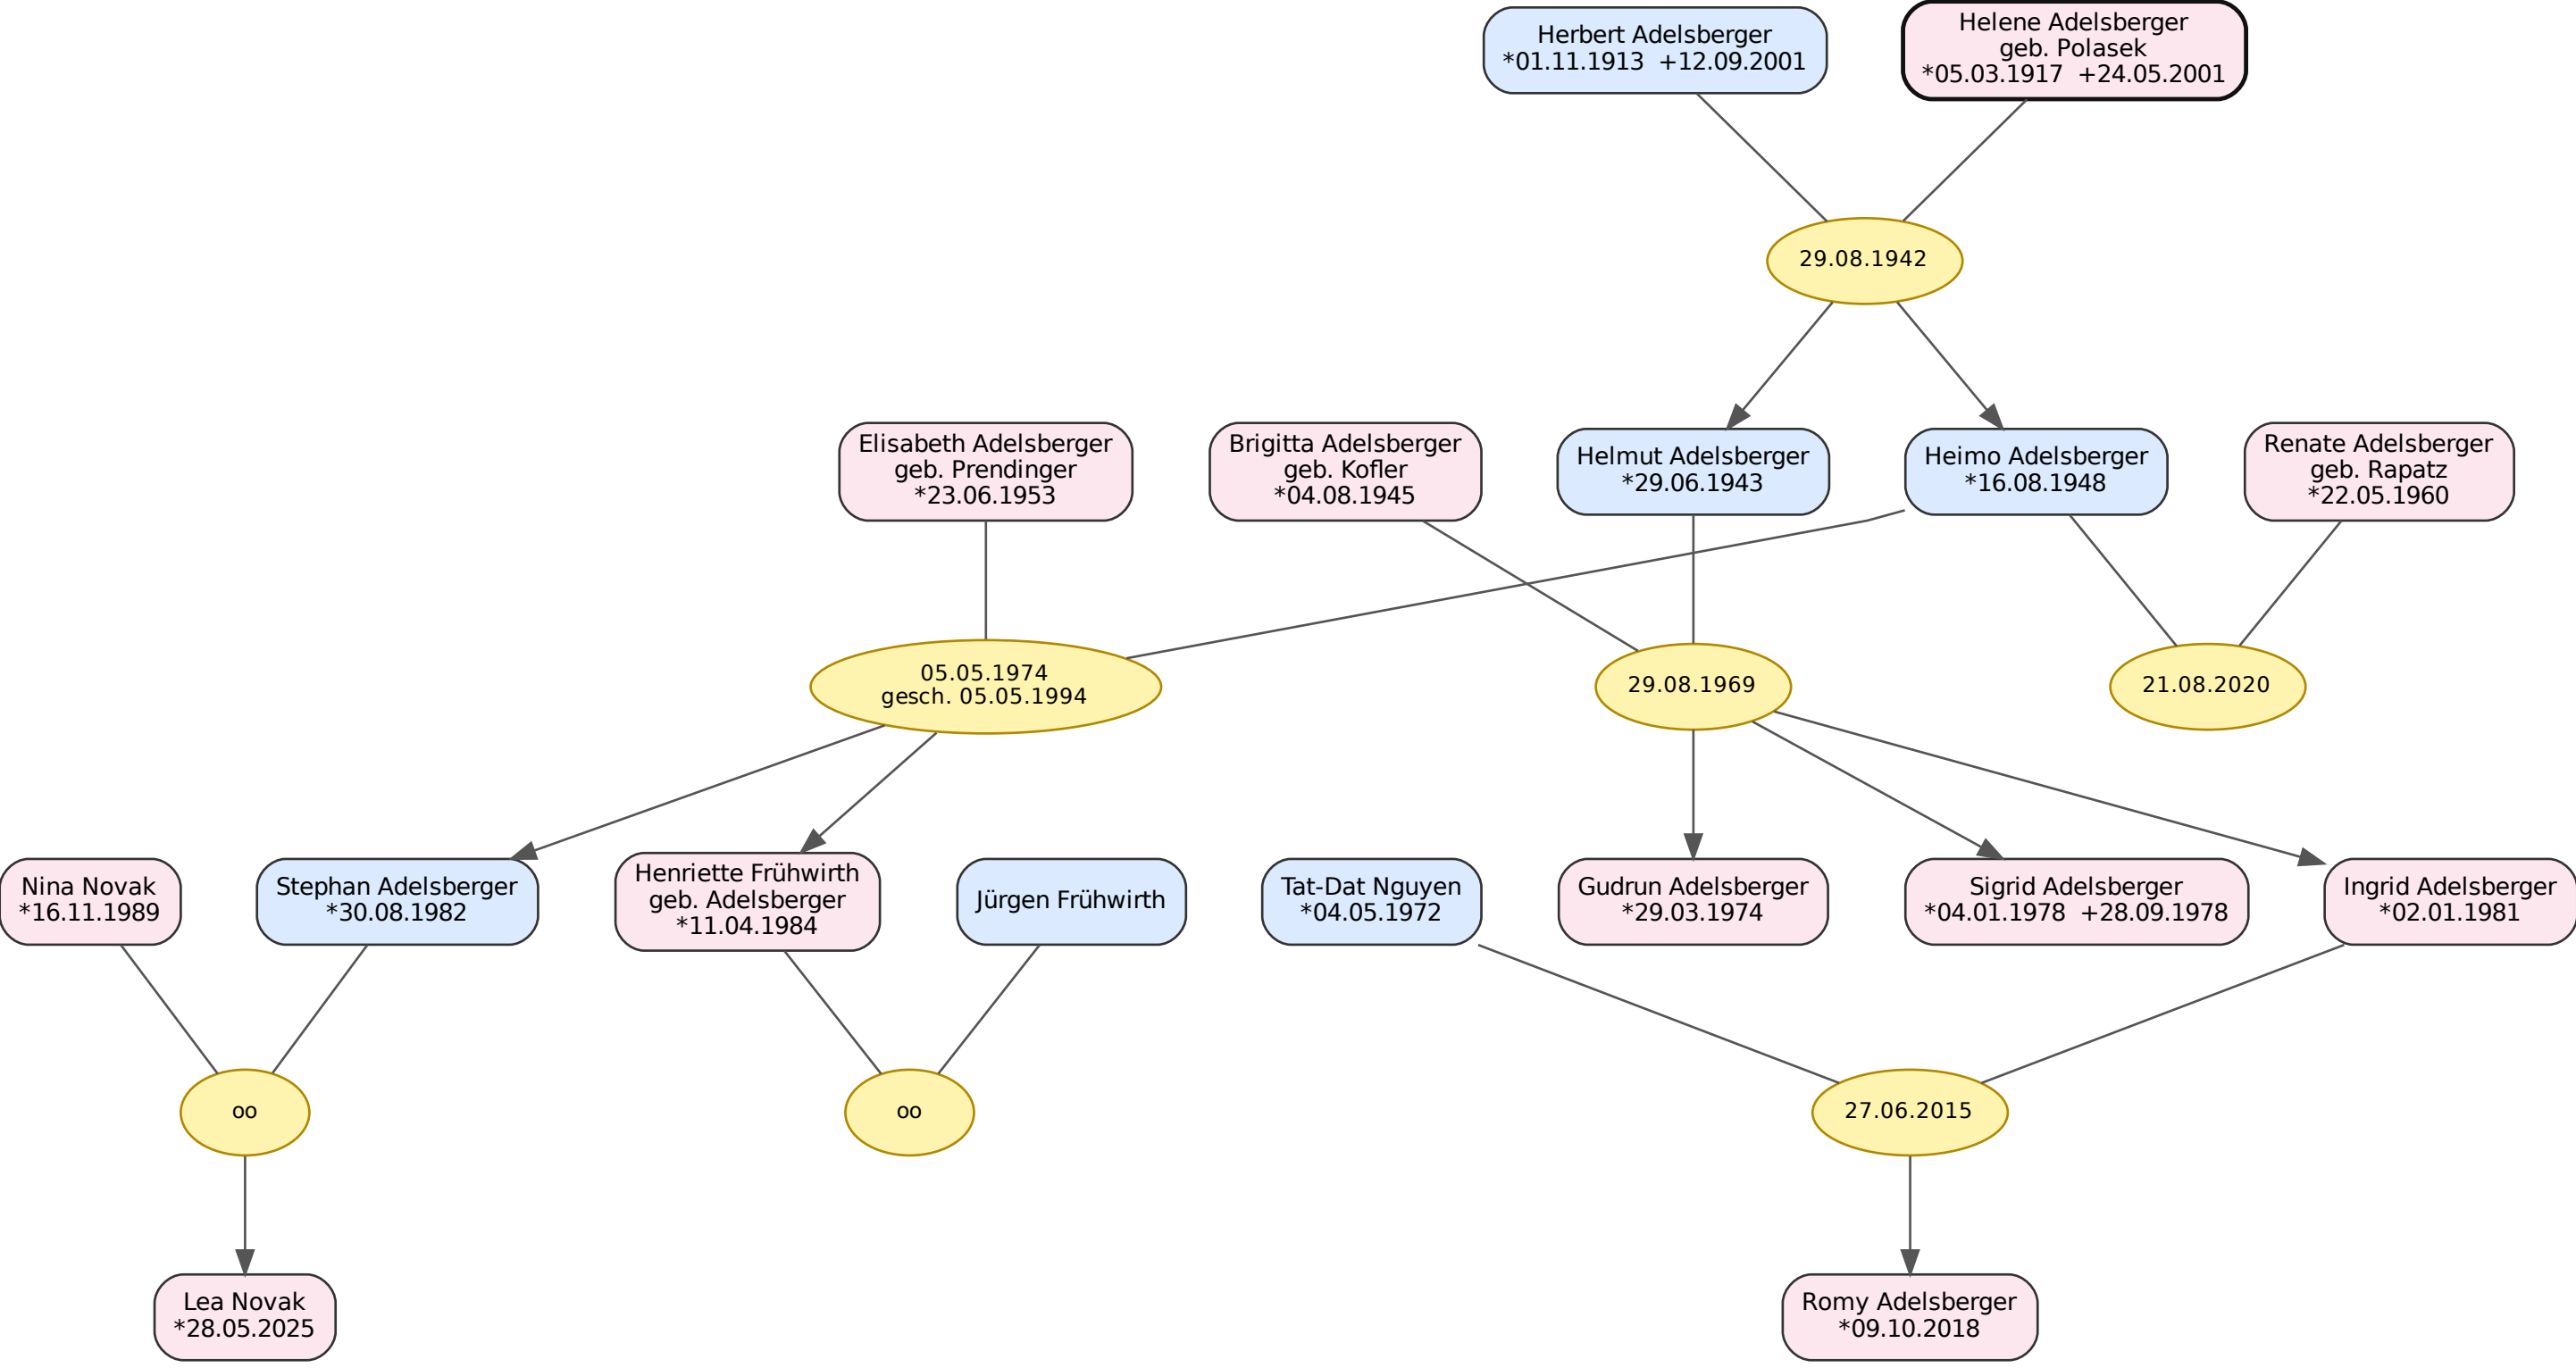 Herbert Adelsberger
*01.11.1913  +12.09.2001
Helene Adelsberger
geb. Polasek
*05.03.1917  +24.05.2001
29.08.1942
Elisabeth Adelsberger
geb. Prendinger
*23.06.1953
Brigitta Adelsberger
geb. Kofler
*04.08.1945
Helmut Adelsberger
*29.06.1943
Heimo Adelsberger
*16.08.1948
Renate Adelsberger
geb. Rapatz
*22.05.1960
05.05.1974
gesch. 05.05.1994
29.08.1969
21.08.2020
Nina Novak
*16.11.1989
Stephan Adelsberger
*30.08.1982
Henriette Frühwirth
geb. Adelsberger
*11.04.1984
Jürgen Frühwirth
Tat-Dat Nguyen
*04.05.1972
Gudrun Adelsberger
*29.03.1974
Sigrid Adelsberger
*04.01.1978  +28.09.1978
Ingrid Adelsberger
*02.01.1981
oo
oo
27.06.2015
Lea Novak
*28.05.2025
Romy Adelsberger
*09.10.2018